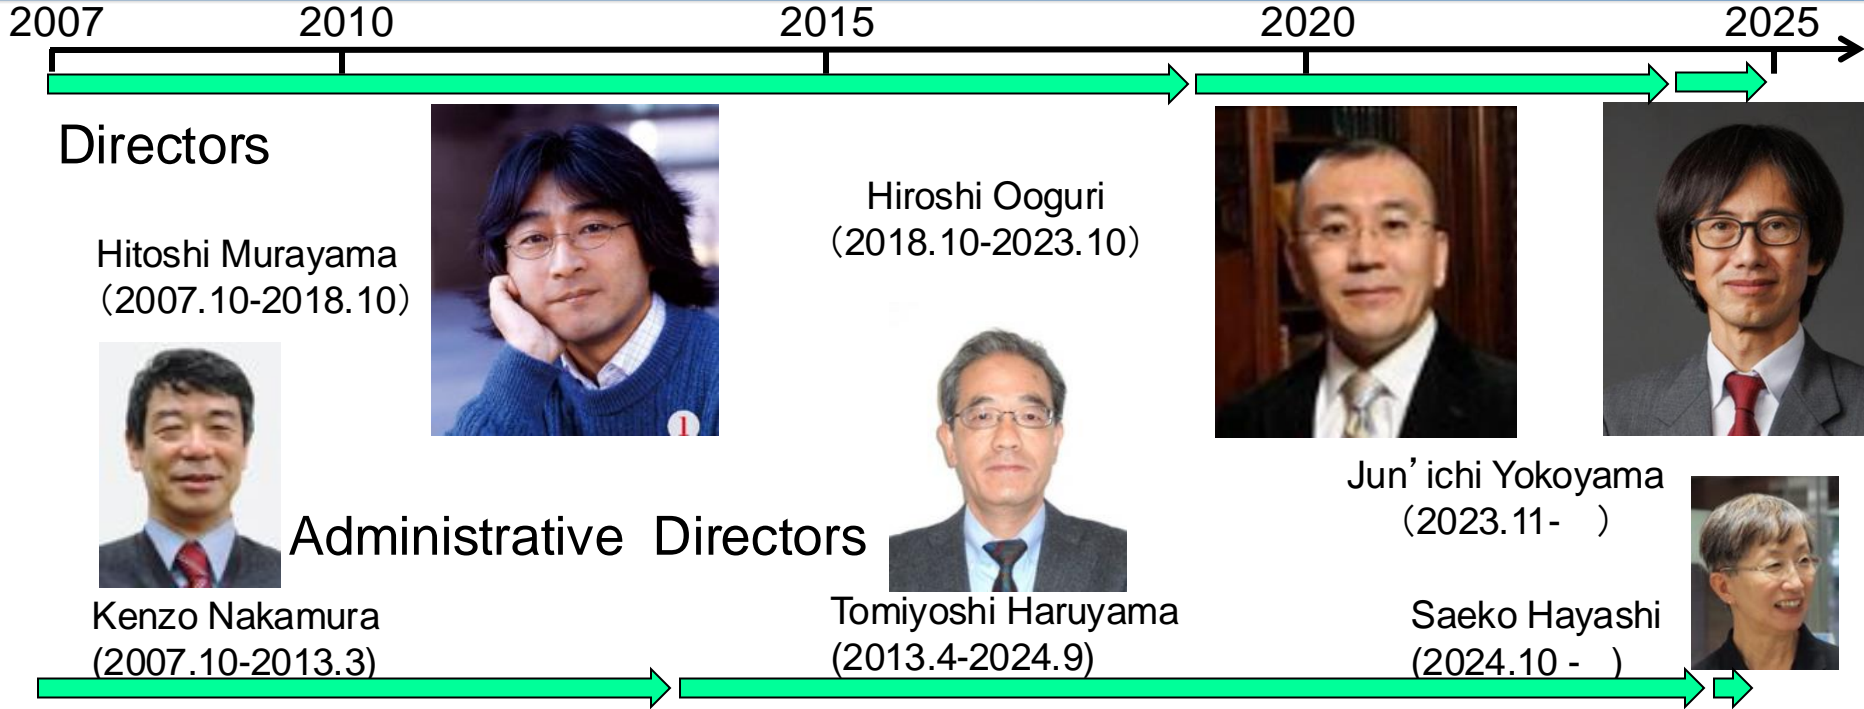 2007 2010 2015 2020 2025
Directors
Hitoshi Murayama
（2007.10-2018.10）
Hiroshi Ooguri
（2018.10-2023.10）
1
Jun’ichi Yokoyama
（2023.11-　）
Administrative Directors
Kenzo Nakamura
(2007.10-2013.3)
Tomiyoshi Haruyama
(2013.4-2024.9)
Saeko Hayashi
(2024.10 -　)